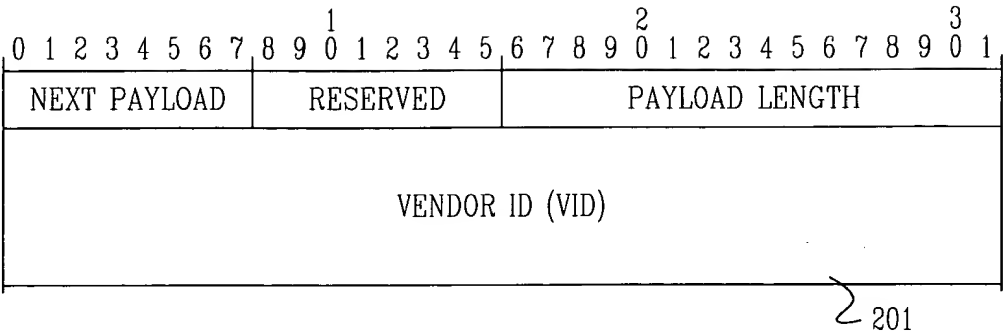 1 2 3
0 1 2 3 4 5 6 7 8 9 0 1 2 3 4 5 6 7 8 9 0 1 2 3 4 5 6 7 8 9 0 1
NEXT PAYLOAD RESERVED PAYLOAD LENGTH
VENDOR ID (VID)
201